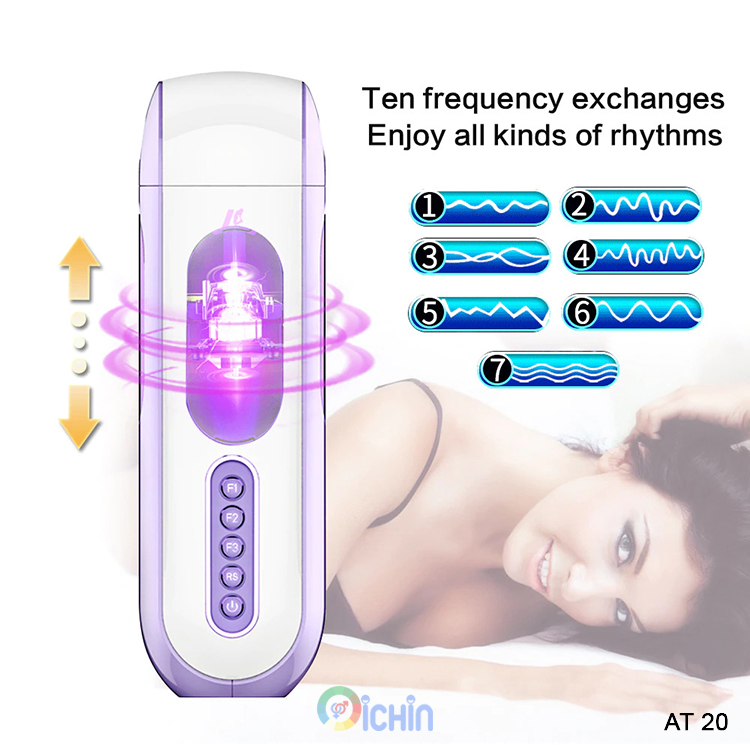 Ten frequency exchanges
Enjoy all kinds of rhythms
1
2
3
4
5
6
7
F1
F2
F3
RS
ichin
AT 20